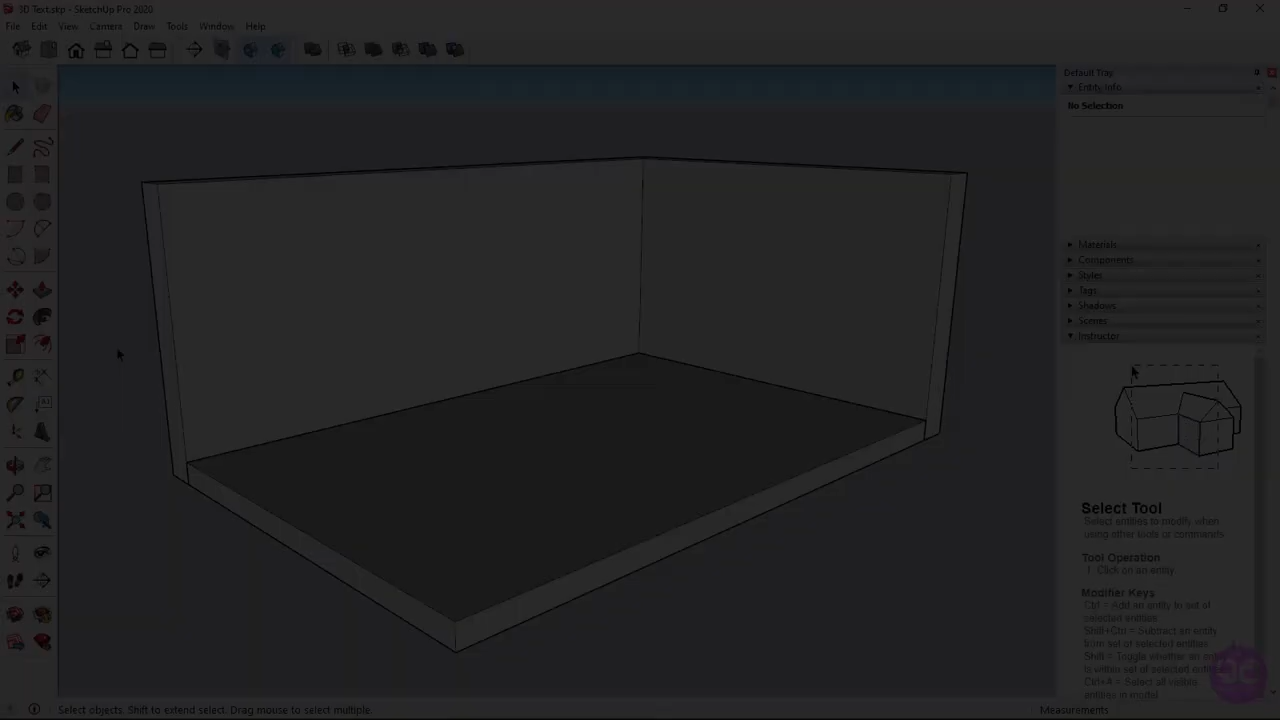 3D Text.skp - SketchUp Pro 2020
File Edit View Camera Draw Tools Window Help
Default Tray
Entity Info
No Selection
Materials
Components
Styles
Tags
Shadows
Scenes
Instructor
Select Tool
Select entities to modify when
using other tools or commands.
Tool Operation
1. Click on an entity.
Modifier Keys
Ctrl = Add an entity to set of
selected entities
Shift+Ctrl = Subtract an entity
from set of selected entities.
Shift = Toggle whether an entity
is within set of selected entities
Ctrl+A = Select all visible
entities in model
Select objects. Shift to extend select. Drag mouse to select multiple.
Measurements